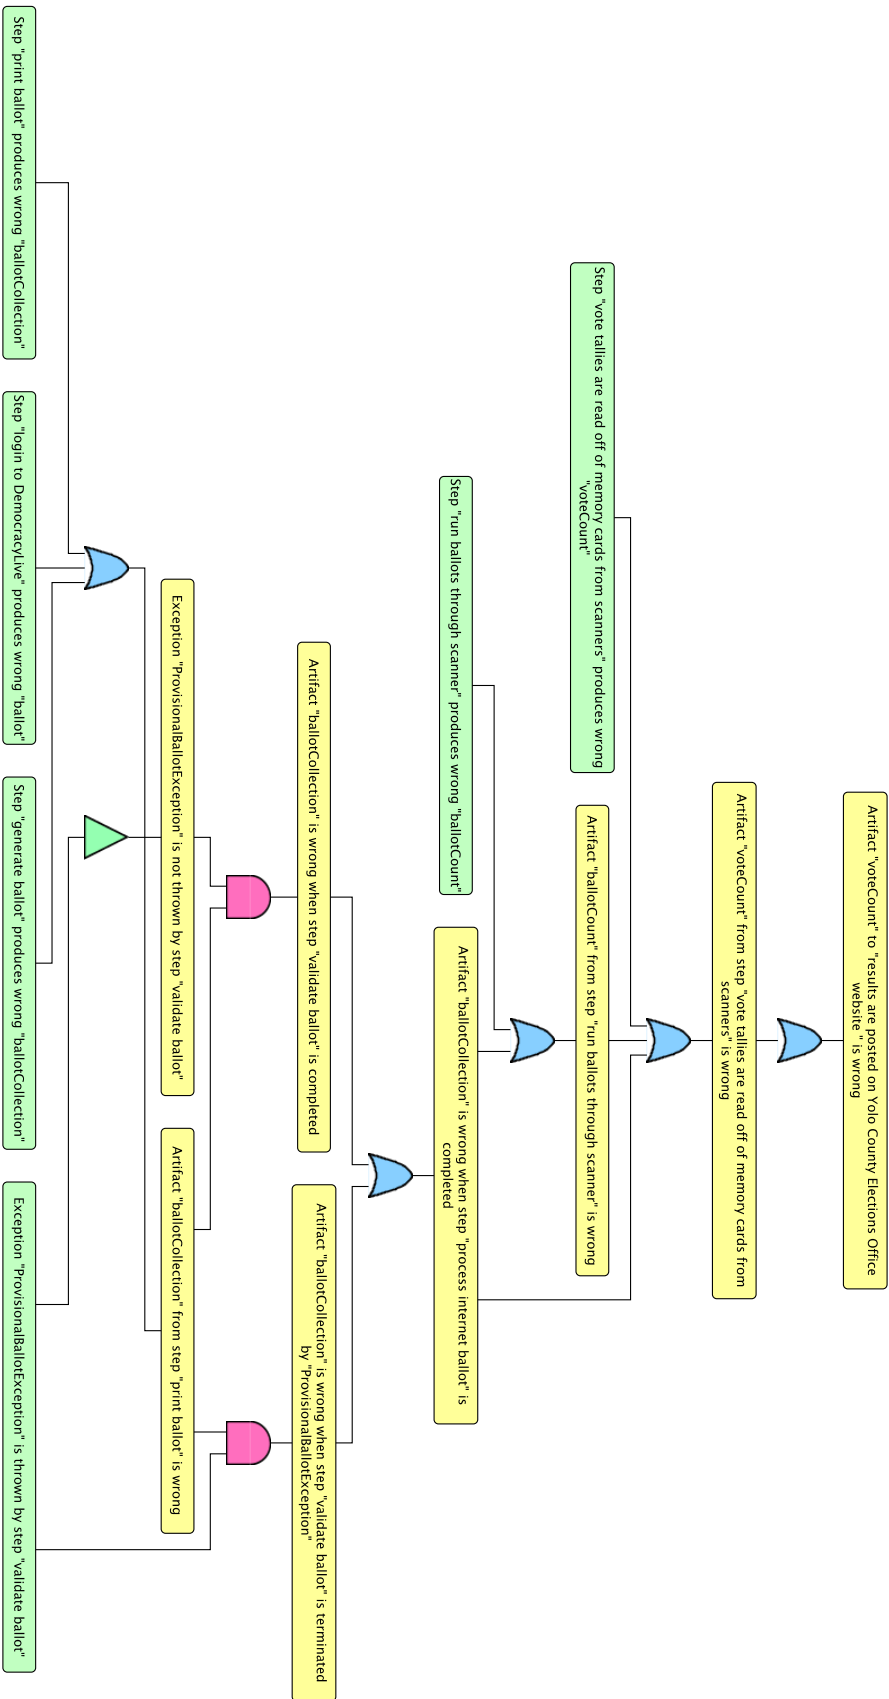 Artifact "voteCount" to "results are posted on Yolo County Elections Office
website " is wrong
Artifact "voteCount" from step "vote tallies are read off of memory cards from
scanners" is wrong
Step "vote tallies are read off of memory cards from scanners" produces wrong
"voteCount"
Artifact "ballotCount" from step "run ballots through scanner" is wrong
Step "run ballots through scanner" produces wrong "ballotCount"
Artifact "ballotCollection" is wrong when step "process internet ballot" is
completed
Artifact "ballotCollection" is wrong when step "validate ballot" is completed
Artifact "ballotCollection" is wrong when step "validate ballot" is terminated
by "ProvisionalBallotException"
Exception "ProvisionalBallotException" is not thrown by step "validate ballot"
Artifact "ballotCollection" from step "print ballot" is wrong
Step "print ballot" produces wrong "ballotCollection"
Step "login to DemocracyLive" produces wrong "ballot"
Step "generate ballot" produces wrong "ballotCollection"
Exception "ProvisionalBallotException" is thrown by step "validate ballot"